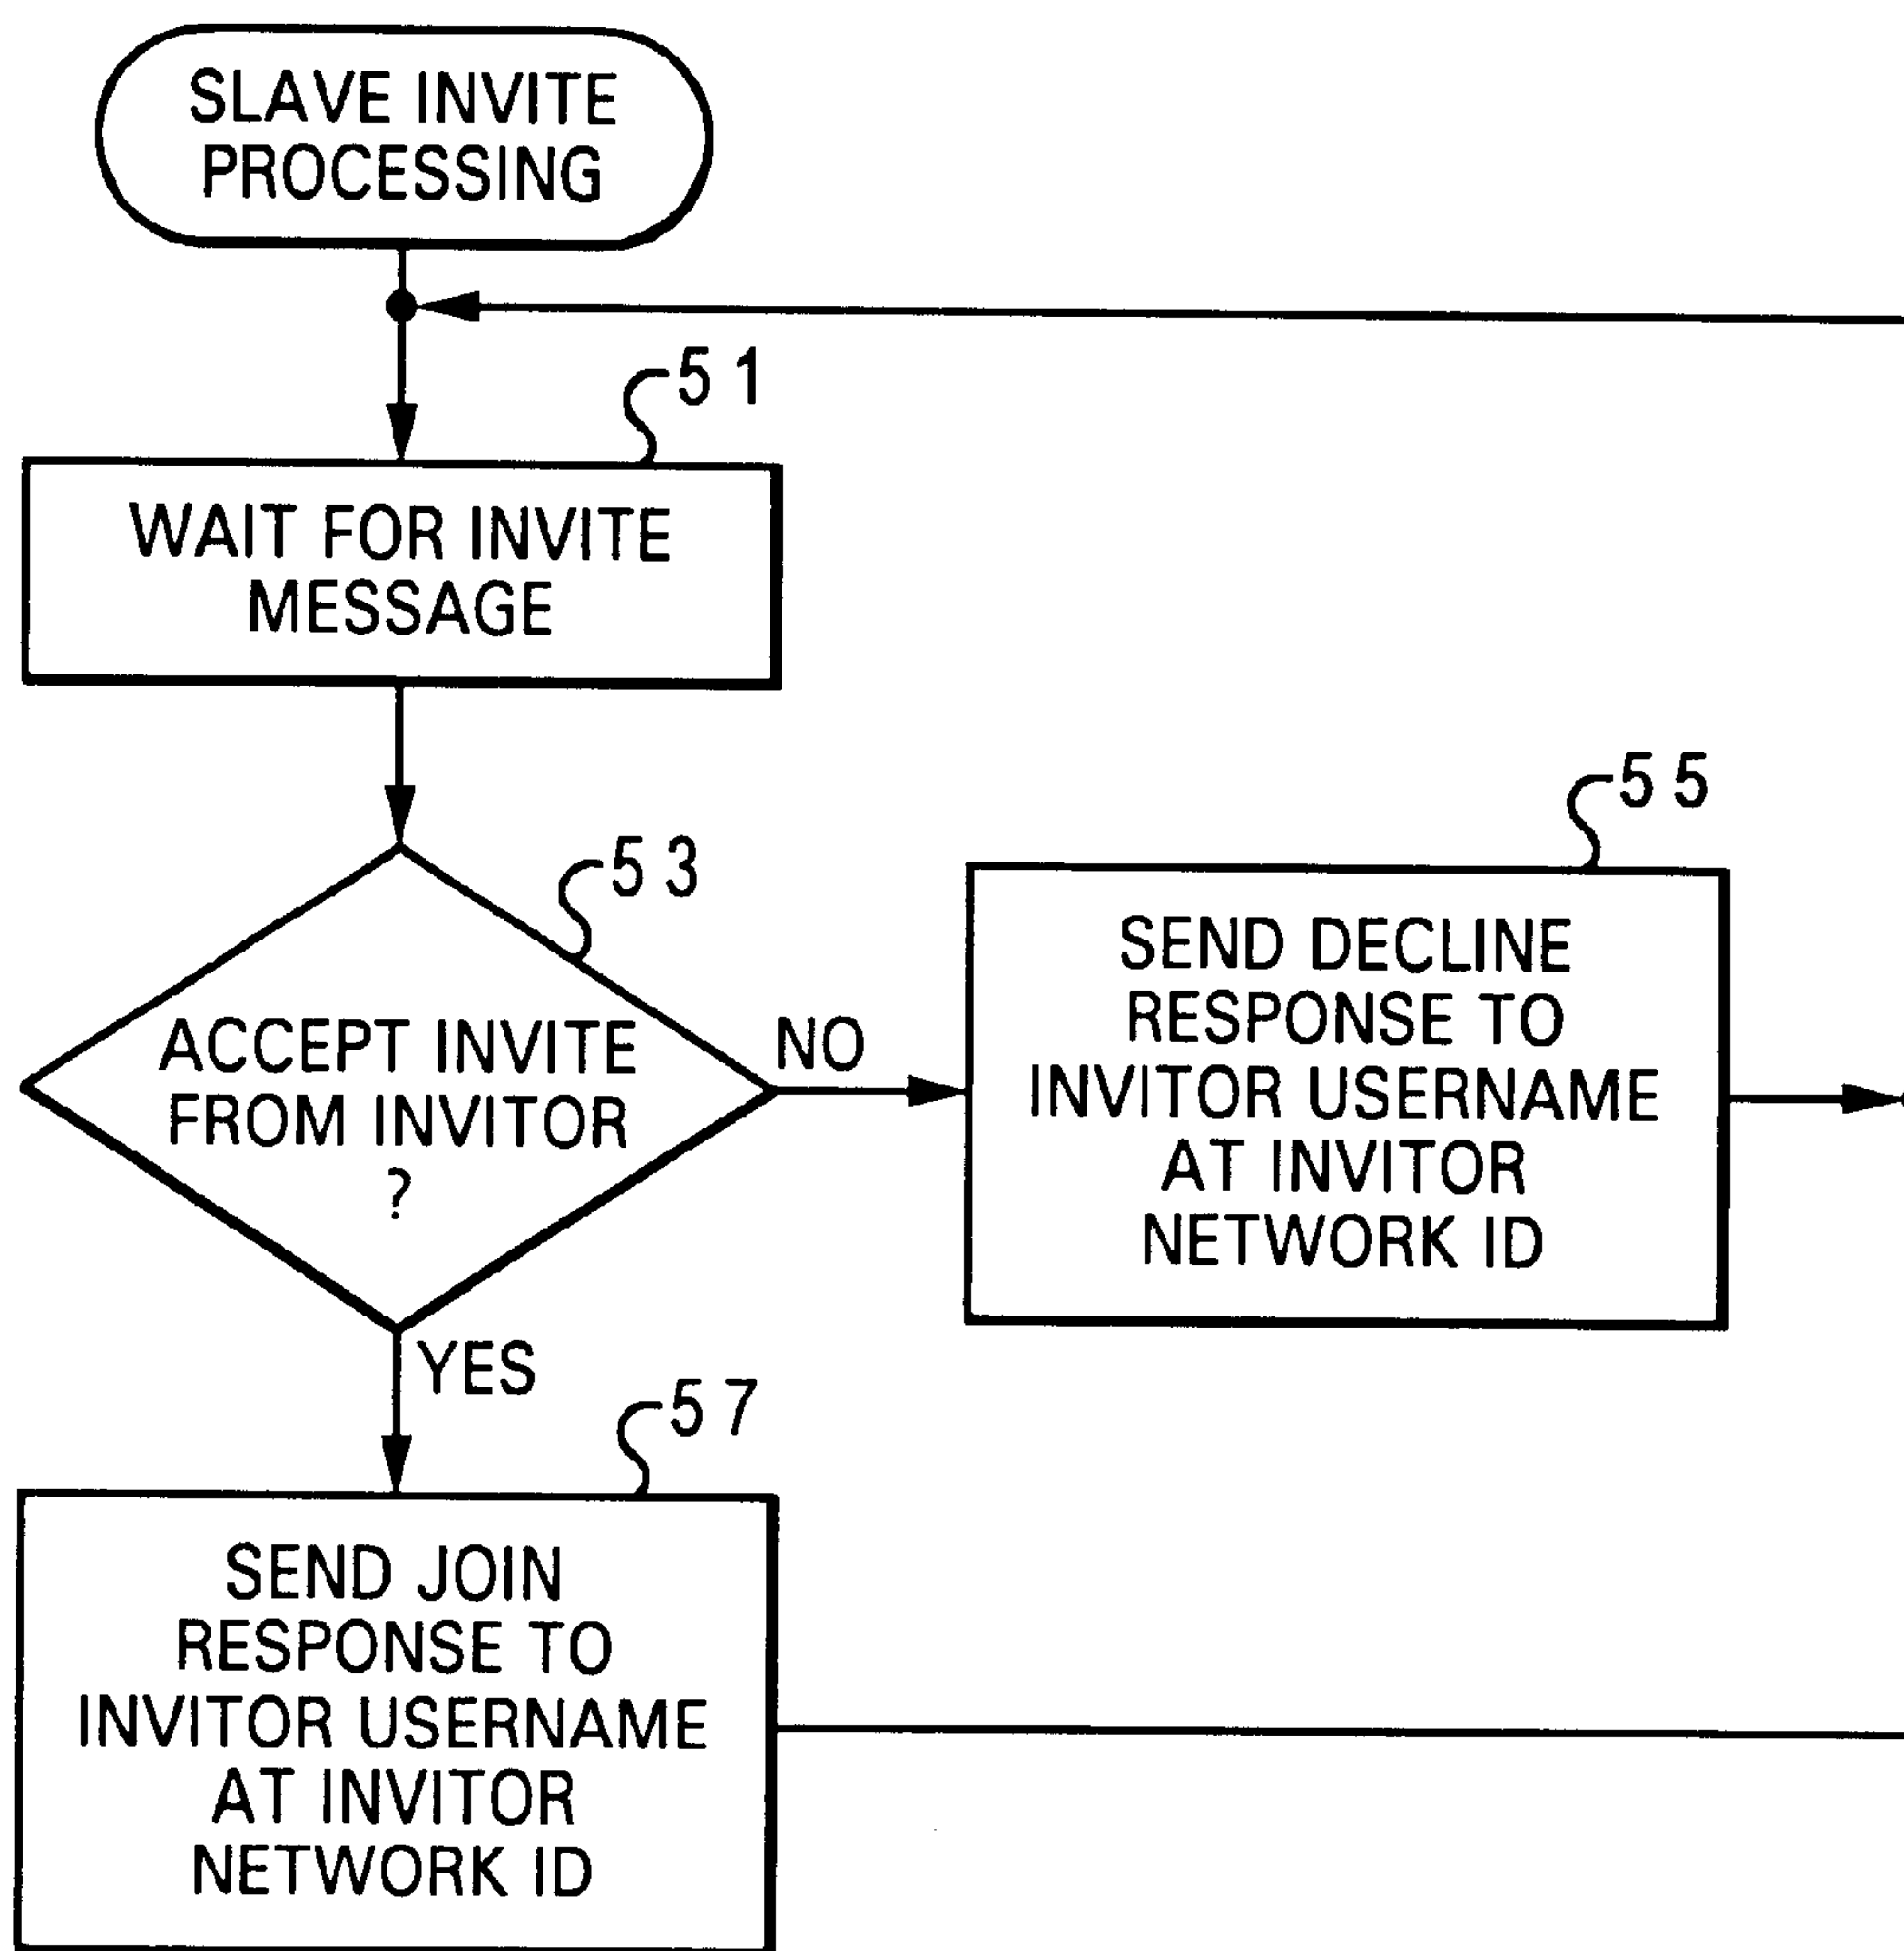 SLAVE INVITE
PROCESSING
51
WAIT FOR INVITE
MESSAGE
53
ACCEPT INVITE
FROM INVITOR
?
NO
55
SEND DECLINE
RESPONSE TO
INVITOR USERNAME
AT INVITOR
NETWORK ID
YES
57
SEND JOIN
RESPONSE TO
INVITOR USERNAME
AT INVITOR
NETWORK ID